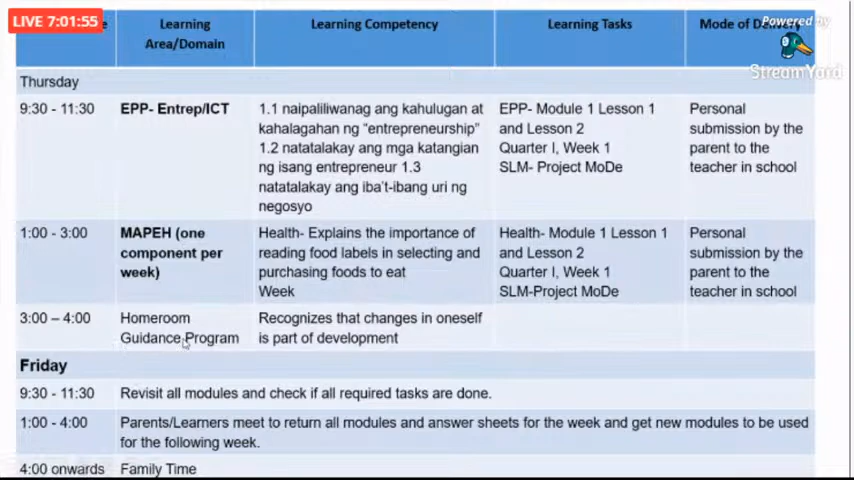 LIVE 7:01:55
Powered by
StreamYard
Learning Area/Domain
Learning Competency
Learning Tasks
Mode of Delivery
Thursday
9:30 - 11:30
EPP- Entrep/ICT
1.1 naipaliliwanag ang kahulugan at
kahalagahan ng “entrepreneurship”
1.2 natatalakay ang mga katangian
ng isang entrepreneur 1.3
natatalakay ang iba’t-ibang uri ng
negosyo
EPP- Module 1 Lesson 1
and Lesson 2
Quarter I, Week 1
SLM- Project MoDe
Personal
submission by the
parent to the
teacher in school
1:00 - 3:00
MAPEH (one
component per
week)
Health- Explains the importance of
reading food labels in selecting and
purchasing foods to eat
Week
Health- Module 1 Lesson 1
and Lesson 2
Quarter I, Week 1
SLM-Project MoDe
Personal
submission by the
parent to the
teacher in school
3:00 – 4:00
Homeroom
Guidance Program
Recognizes that changes in oneself
is part of development
Friday
9:30 - 11:30
Revisit all modules and check if all required tasks are done.
1:00 - 4:00
Parents/Learners meet to return all modules and answer sheets for the week and get new modules to be used
for the following week.
4:00 onwards
Family Time